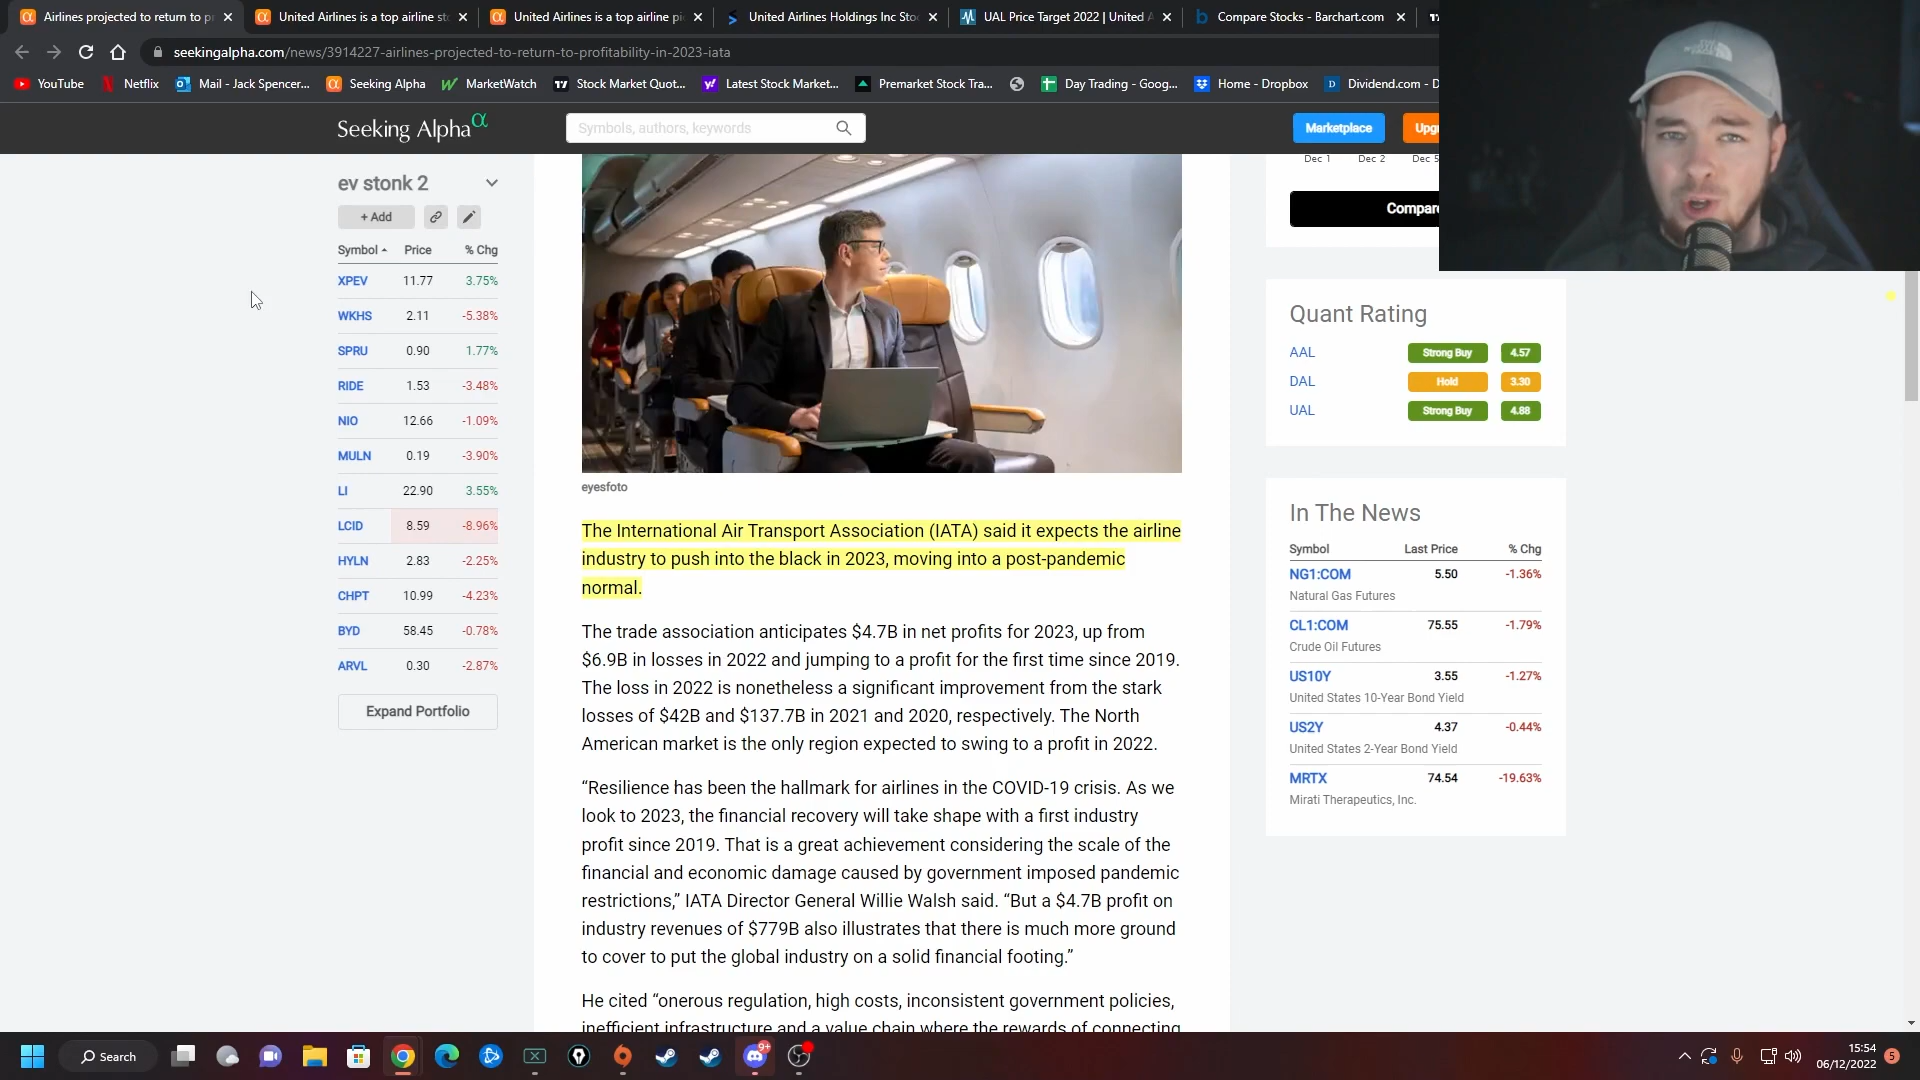 Airlines projected to return to p
United Airlines is a top airline st
United Airlines is a top airline pi
United Airlines Holdings Inc Sto
UAL Price Target 2022 | United A
Compare Stocks - Barchart.com
seekingalpha.com/news/3914227-airlines-projected-to-return-to-profitability-in-2023-iata
YouTube
Netflix
Mail - Jack Spencer...
Seeking Alpha
MarketWatch
Stock Market Quot...
Latest Stock Market...
Premarket Stock Tra...
Day Trading - Goog...
Home - Dropbox
Dividend.com - D
Seeking Alpha α
Symbols, authors, keywords
Marketplace
Upg
ev stonk 2
+ Add
Symbol Price % Chg
XPEV 11.77 3.75%
WKHS 2.11 -5.38%
SPRU 0.90 1.77%
RIDE 1.53 -3.48%
NIO 12.66 -1.09%
MULN 0.19 -3.90%
LI 22.90 3.55%
LCID 8.59 -8.96%
HYLN 2.83 -2.25%
CHPT 10.99 -4.23%
BYD 58.45 -0.78%
ARVL 0.30 -2.87%
Expand Portfolio
eyesfoto
The International Air Transport Association (IATA) said it expects the airline
industry to push into the black in 2023, moving into a post-pandemic
normal.
The trade association anticipates $4.7B in net profits for 2023, up from
$6.9B in losses in 2022 and jumping to a profit for the first time since 2019.
The loss in 2022 is nonetheless a significant improvement from the stark
losses of $42B and $137.7B in 2021 and 2020, respectively. The North
American market is the only region expected to swing to a profit in 2022.
“Resilience has been the hallmark for airlines in the COVID-19 crisis. As we
look to 2023, the financial recovery will take shape with a first industry
profit since 2019. That is a great achievement considering the scale of the
financial and economic damage caused by government imposed pandemic
restrictions,” IATA Director General Willie Walsh said. “But a $4.7B profit on
industry revenues of $779B also illustrates that there is much more ground
to cover to put the global industry on a solid financial footing.”
He cited “onerous regulation, high costs, inconsistent government policies,
inefficient infrastructure and a value chain where the rewards of connecting
Dec 1 Dec 2 Dec 5
Compar
Quant Rating
AAL Strong Buy 4.57
DAL Hold 3.30
UAL Strong Buy 4.88
In The News
Symbol Last Price % Chg
NG1:COM 5.50 -1.36%
Natural Gas Futures
CL1:COM 75.55 -1.79%
Crude Oil Futures
US10Y 3.55 -1.27%
United States 10-Year Bond Yield
US2Y 4.37 -0.44%
United States 2-Year Bond Yield
MRTX 74.54 -19.63%
Mirati Therapeutics, Inc.
Search
9+
15:54
06/12/2022
5